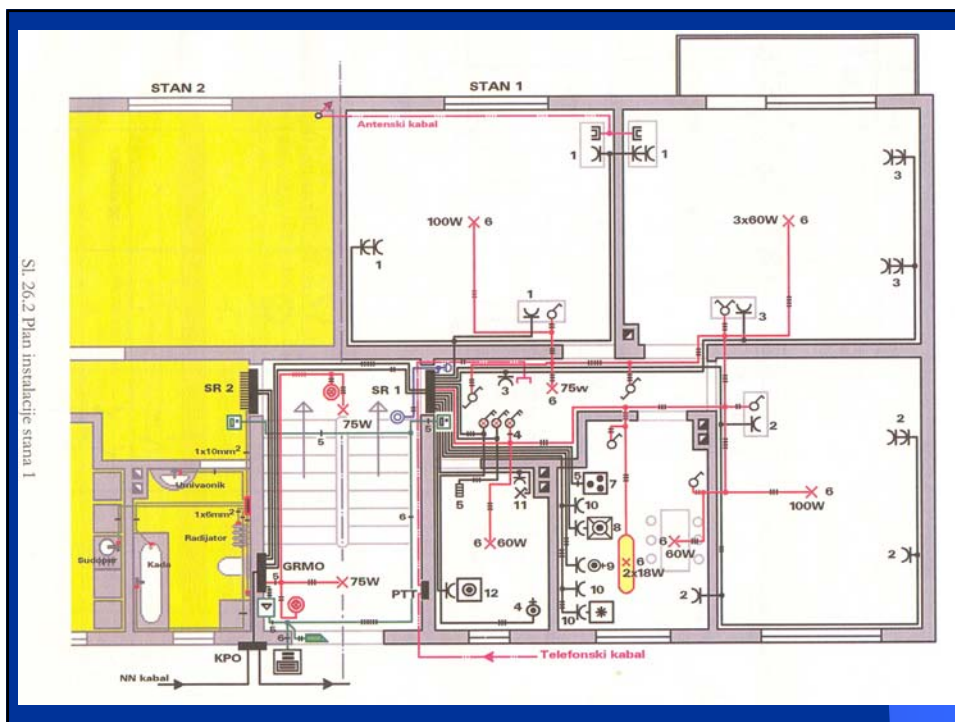 STAN 2
STAN 1
Antenski kabal
1
1
3
100W 6
3x60W 6
1
1
3
3
SR 2
SR 1
3
75W
6
75W
5
5
4
2
2
1x10mm²
Umivaonik
1x6mm²
Radijator
Sudoper
Kada
5
11
5 7
10
8
6
6 60W
9
6
2x18W
6
60W
6
100W
2
GRMO
5
75W
PTT
12
4
10
10
2
5
6
KPO
NN kabal
Telefonski kabal
Sl. 26.2 Plan instalacije stana 1